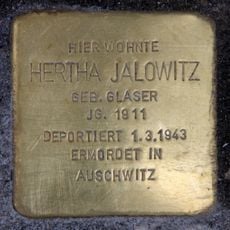 HIER WOHNTE
HERTHA JALOWITZ
GEB. GLASER
JG. 1911
DEPORTIERT 1.3.1943
ERMORDET IN
AUSCHWITZ